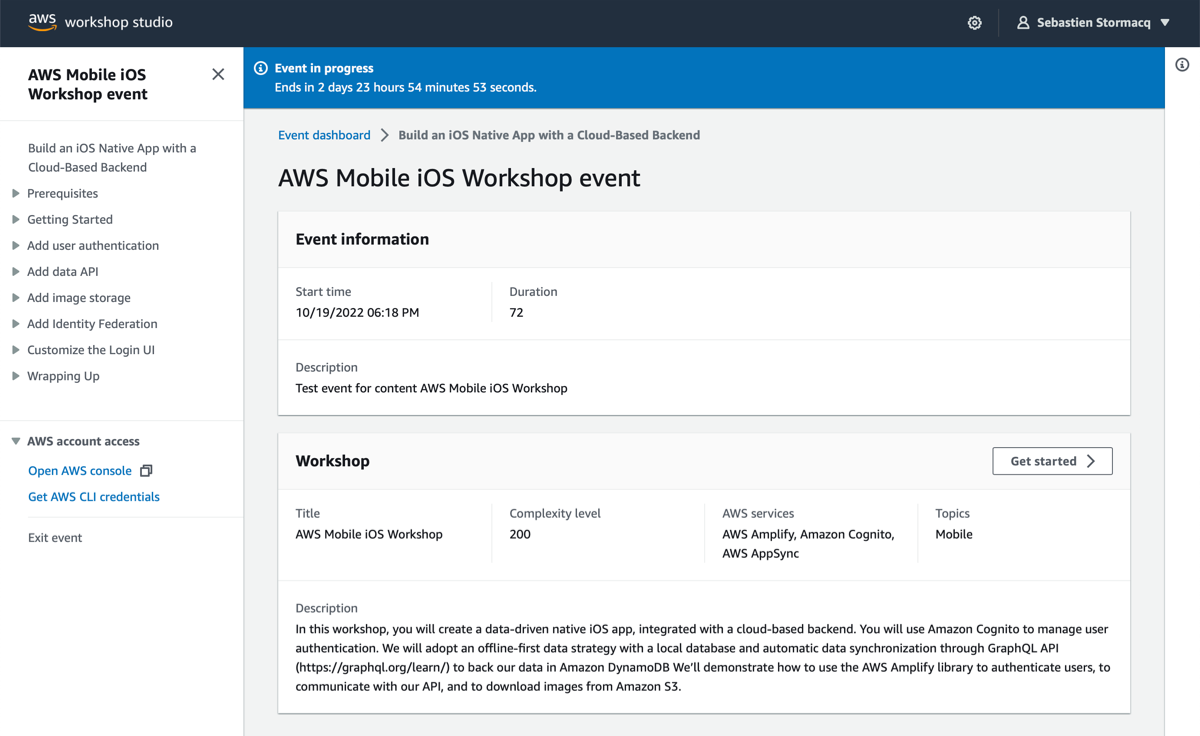 aws workshop studio
Sebastien Stormacq
AWS Mobile iOS
Workshop event
Build an iOS Native App with a
Cloud-Based Backend
Prerequisites
Getting Started
Add user authentication
Add data API
Add image storage
Add Identity Federation
Customize the Login UI
Wrapping Up
AWS account access
Open AWS console
Get AWS CLI credentials
Exit event
Event in progress
Ends in 2 days 23 hours 54 minutes 53 seconds.
Event dashboard > Build an iOS Native App with a Cloud-Based Backend
AWS Mobile iOS Workshop event
Event information
Start time
10/19/2022 06:18 PM
Duration
72
Description
Test event for content AWS Mobile iOS Workshop
Workshop
Get started
Title
AWS Mobile iOS Workshop
Complexity level
200
AWS services
AWS Amplify, Amazon Cognito,
AWS AppSync
Topics
Mobile
Description
In this workshop, you will create a data-driven native iOS app, integrated with a cloud-based backend. You will use Amazon Cognito to manage user
authentication. We will adopt an offline-first data strategy with a local database and automatic data synchronization through GraphQL API
(https://graphql.org/learn/) to back our data in Amazon DynamoDB We'll demonstrate how to use the AWS Amplify library to authenticate users, to
communicate with our API, and to download images from Amazon S3.